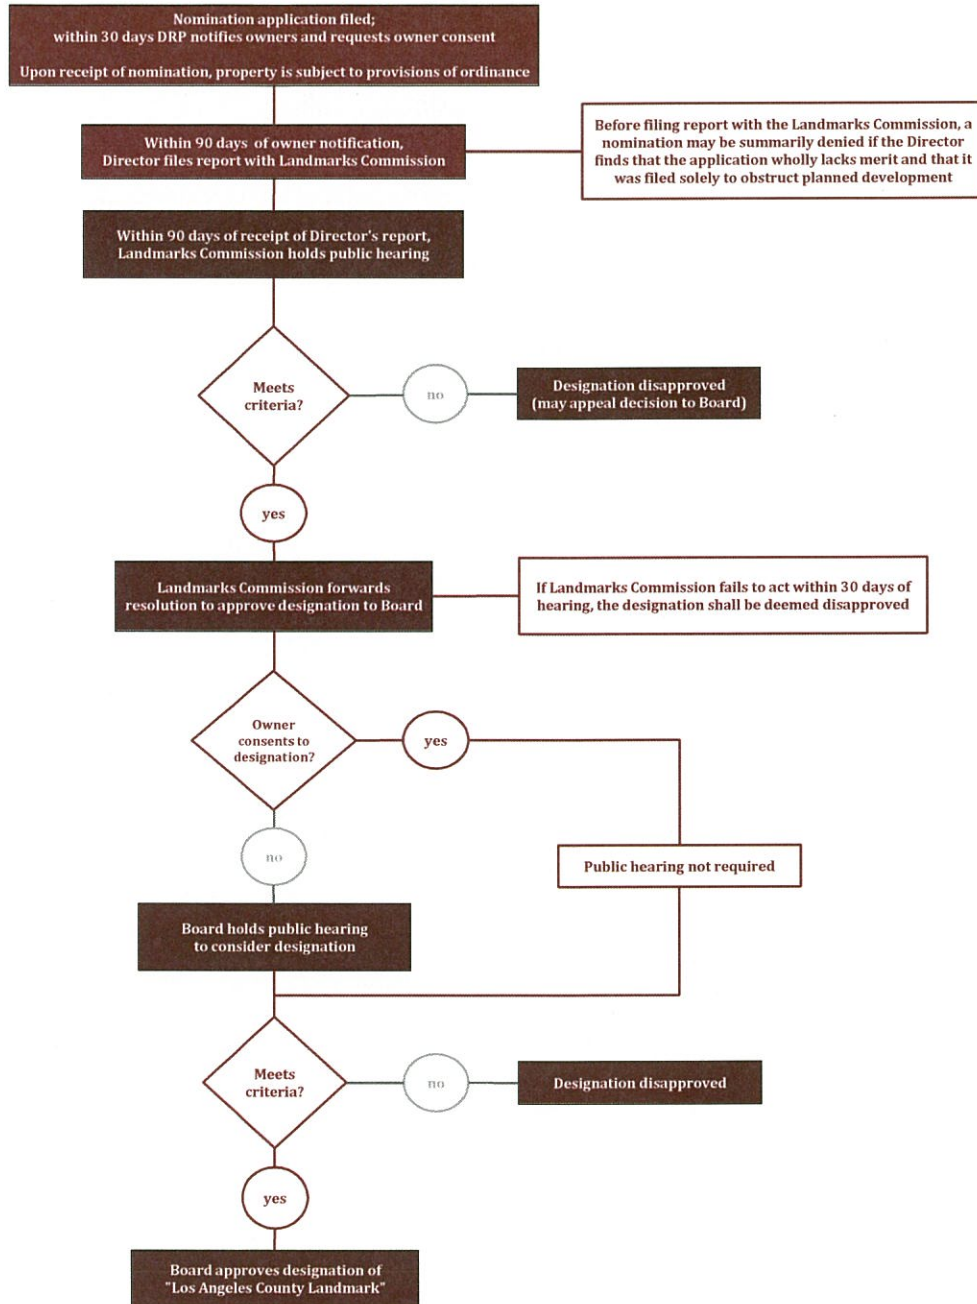 Nomination application filed;
within 30 days DRP notifies owners and requests owner consent
Upon receipt of nomination, property is subject to provisions of ordinance
Within 90 days of owner notification,
Director files report with Landmarks Commission
Before filing report with the Landmarks Commission, a
nomination may be summarily denied if the Director
finds that the application wholly lacks merit and that it
was filed solely to obstruct planned development
Within 90 days of receipt of Director's report,
Landmarks Commission holds public hearing
Meets
criteria?
no
Designation disapproved
(may appeal decision to Board)
yes
Landmarks Commission forwards
resolution to approve designation to Board
If Landmarks Commission fails to act within 30 days of
hearing, the designation shall be deemed disapproved
Owner
consents to
designation?
yes
no
Public hearing not required
Board holds public hearing
to consider designation
Meets
criteria?
no
Designation disapproved
yes
Board approves designation of
"Los Angeles County Landmark"